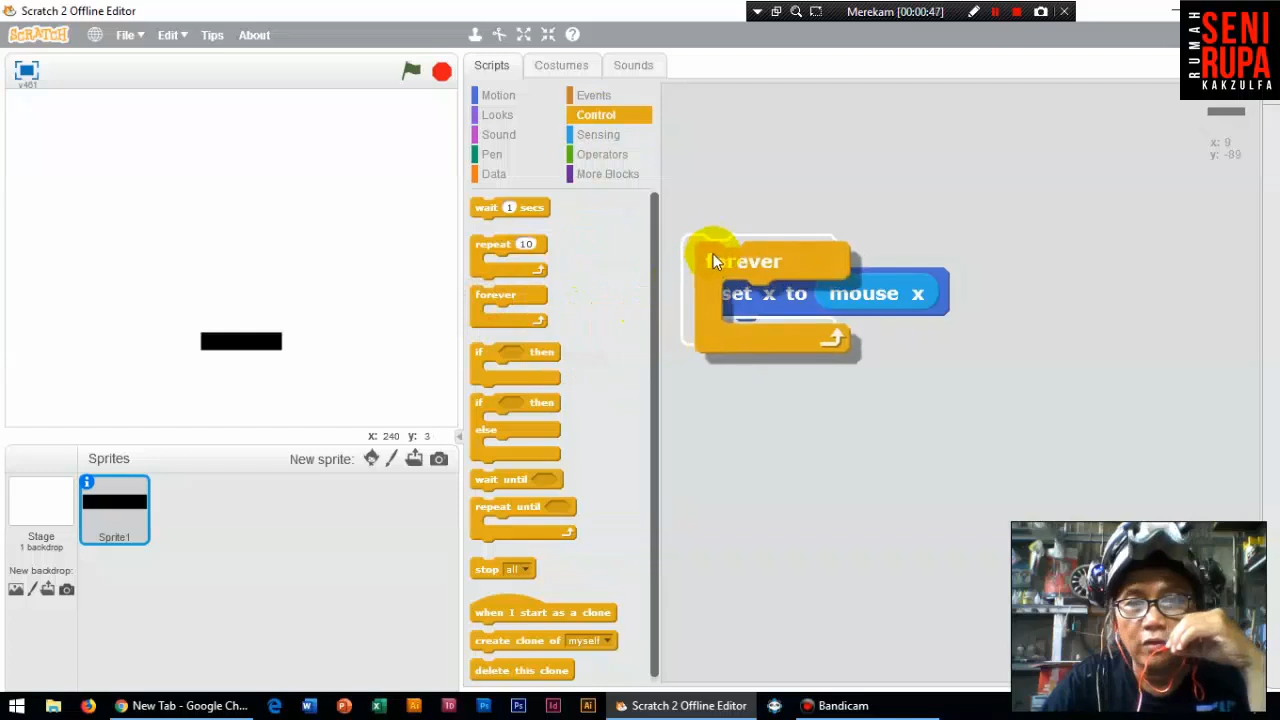 Scratch 2 Offline Editor
Merekam [00:00:47]
RUMAH
SENI
RUPA
KAKZULFA
SCRATCH
File Edit Tips About
v461
Scripts Costumes Sounds
Motion Events
Looks Control
Sound Sensing
Pen Operators
Data More Blocks
x: 9
y: -89
wait 1 secs
repeat 10
forever
if then
if then
else
wait until
repeat until
stop all
when I start as a clone
create clone of myself
delete this clone
forever
set x to mouse x
x: 240 y: 3
Sprites New sprite:
Stage
1 backdrop
New backdrop:
Sprite1
New Tab - Google Ch...
Scratch 2 Offline Editor
Bandicam